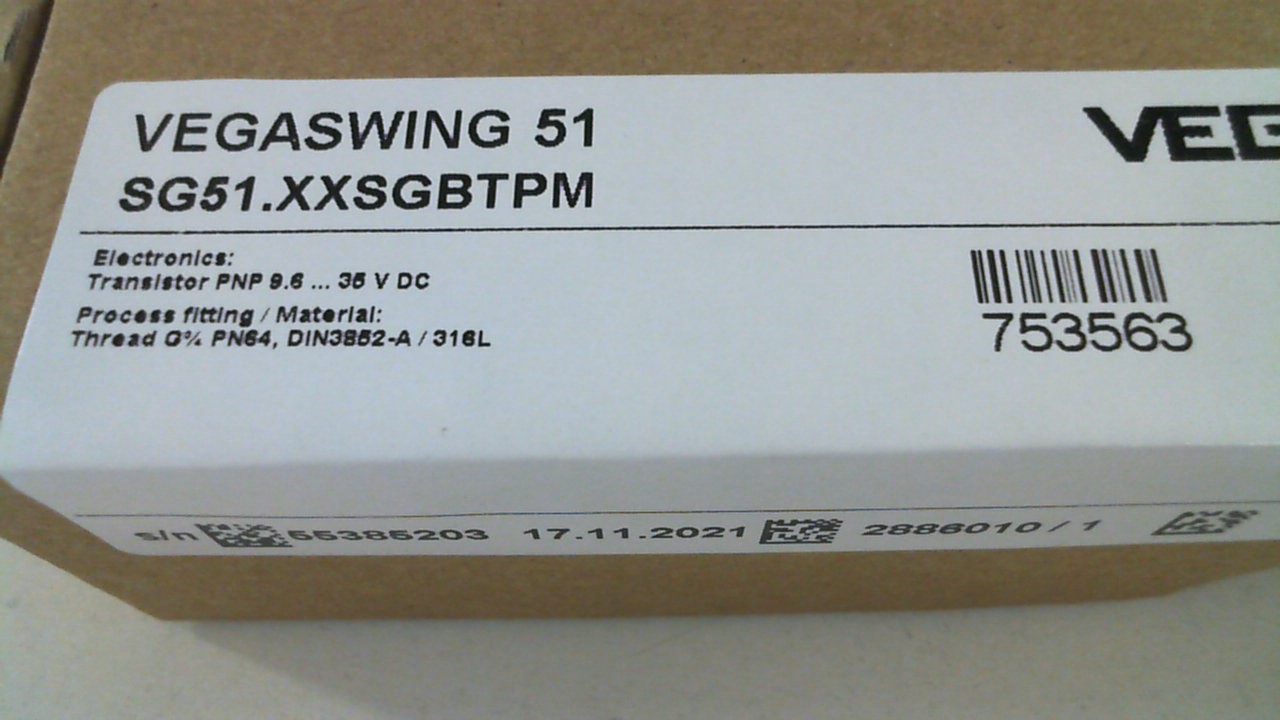 VEGASWING 51
SG51.XXSGBTPM
VEG
Electronics:
Transistor PNP 9.6 ... 35 V DC
Process fitting / Material:
Thread G¾ PN64, DIN3852-A / 316L
753563
s/n 55385203 17.11.2021 2886010 / 1